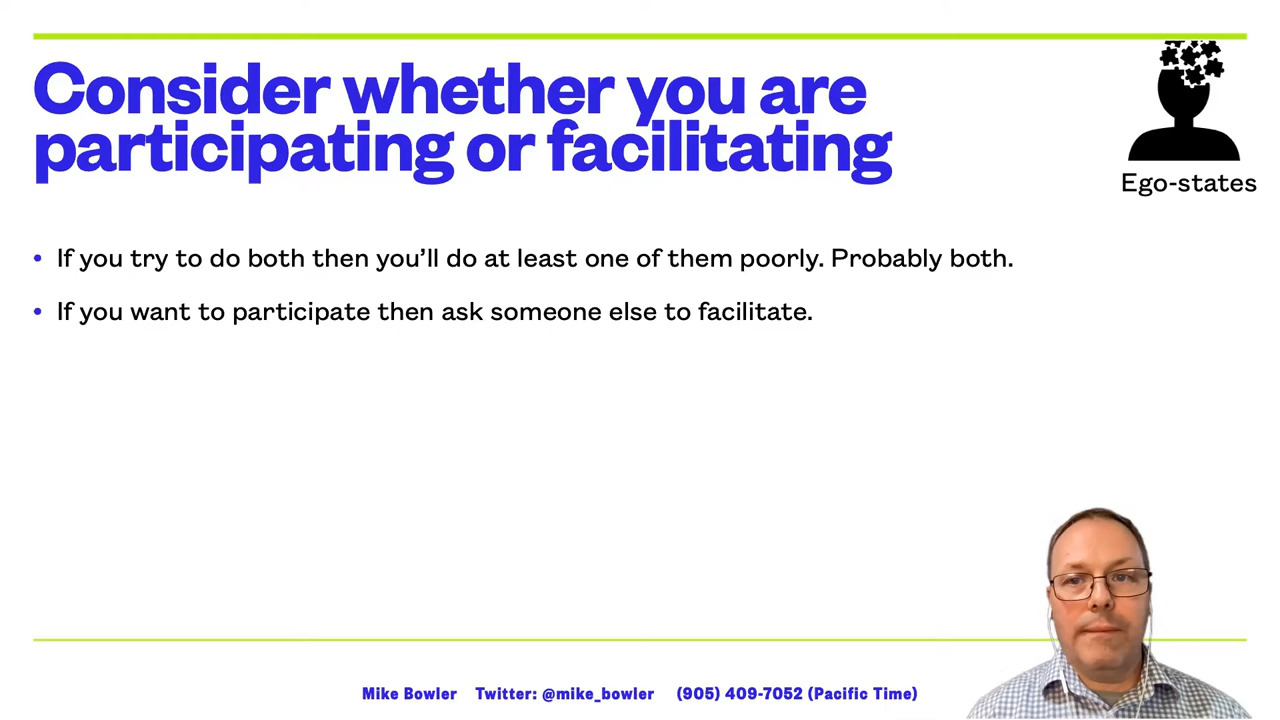 Consider whether you are
participating or facilitating
Ego-states
• If you try to do both then you’ll do at least one of them poorly. Probably both.
• If you want to participate then ask someone else to facilitate.
Mike Bowler Twitter: @mike_bowler (905) 409-7052 (Pacific Time)